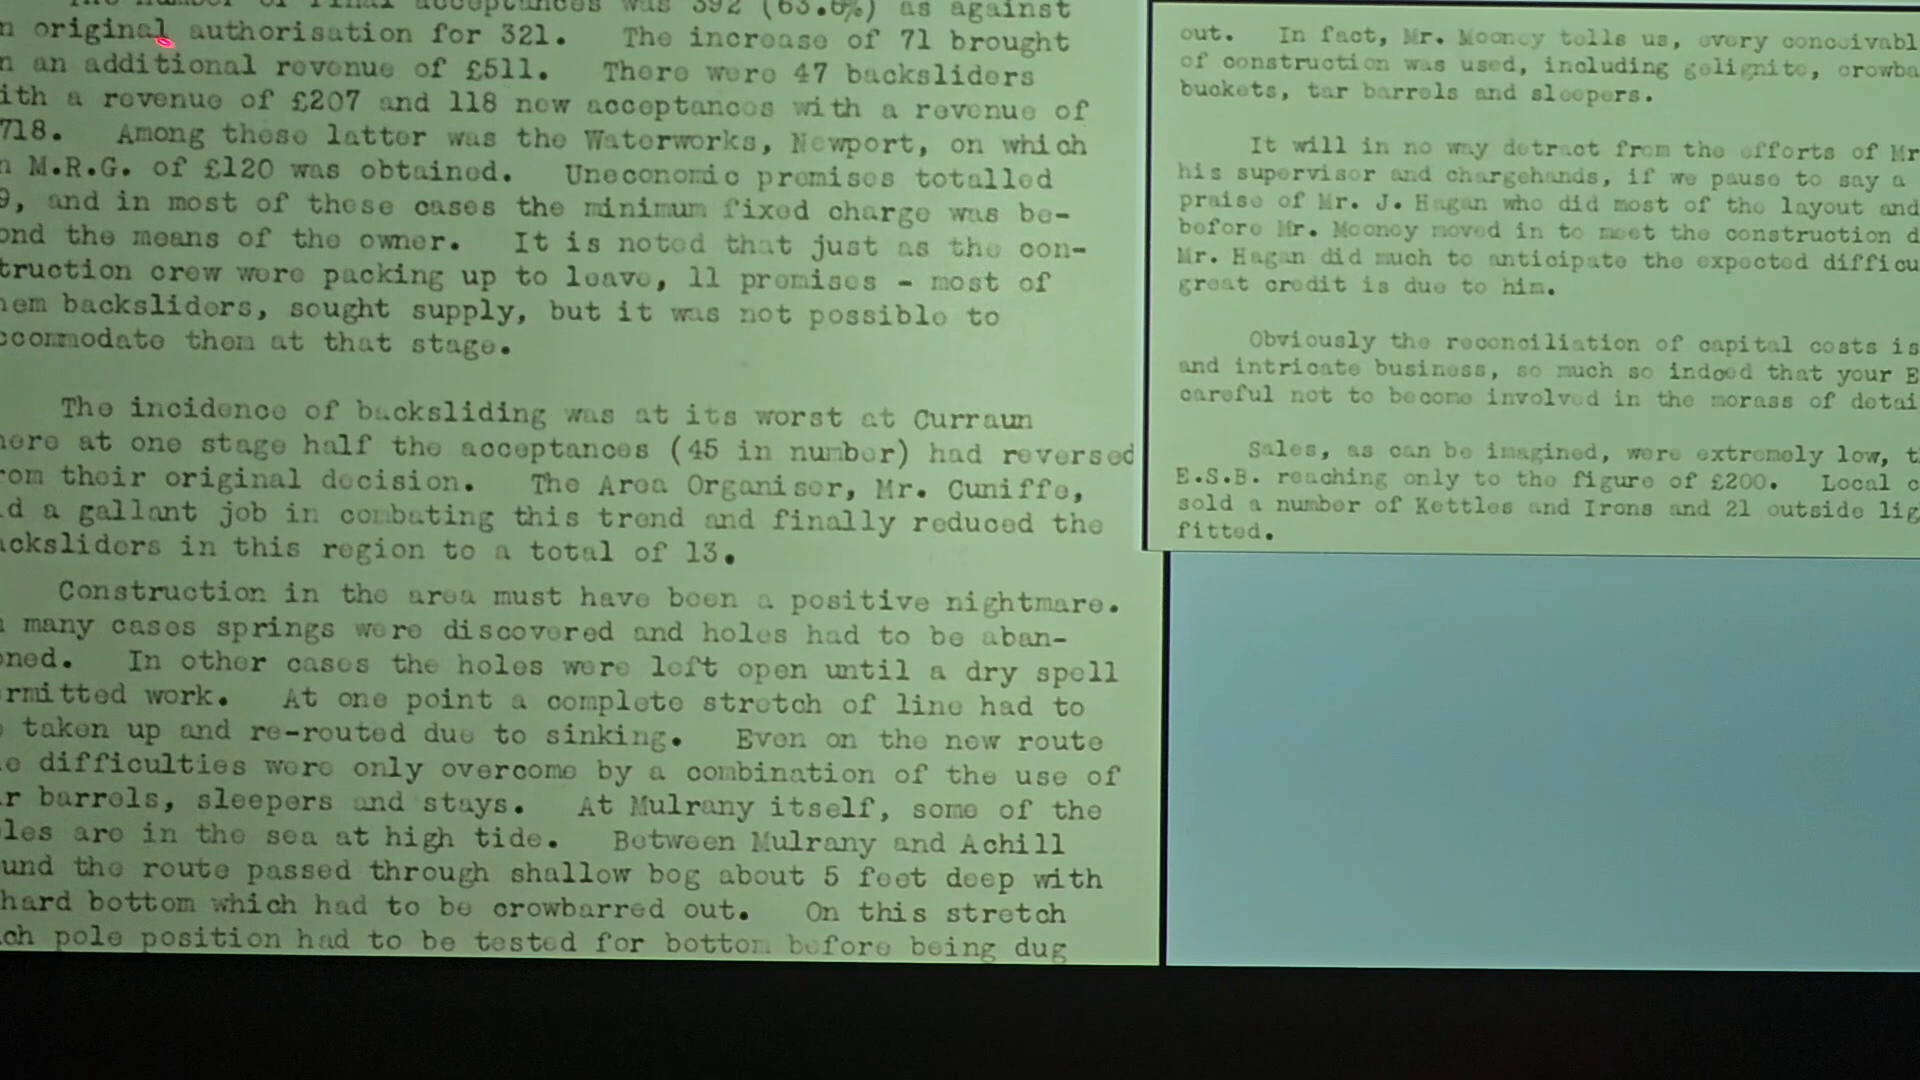 The number of final acceptances was 392 (63.6%) as against
n original authorisation for 321. The increase of 71 brought
n an additional revenue of £511. There were 47 backsliders
ith a revenue of £207 and 118 new acceptances with a revenue of
718. Among these latter was the Waterworks, Newport, on which
n M.R.G. of £120 was obtained. Uneconomic premises totalled
9, and in most of these cases the minimum fixed charge was be-
ond the means of the owner. It is noted that just as the con-
truction crew were packing up to leave, 11 premises - most of
hem backsliders, sought supply, but it was not possible to
ccommodate them at that stage.
The incidence of backsliding was at its worst at Curraun
here at one stage half the acceptances (45 in number) had reversed
rom their original decision. The Area Organiser, Mr. Cuniffe,
id a gallant job in combating this trend and finally reduced the
acksliders in this region to a total of 13.
Construction in the area must have been a positive nightmare.
n many cases springs were discovered and holes had to be aban-
oned. In other cases the holes were left open until a dry spell
rmitted work. At one point a complete stretch of line had to
e taken up and re-routed due to sinking. Even on the new route
he difficulties were only overcome by a combination of the use of
r barrels, sleepers and stays. At Mulrany itself, some of the
les are in the sea at high tide. Between Mulrany and Achill
ound the route passed through shallow bog about 5 feet deep with
hard bottom which had to be crowbarred out. On this stretch
ch pole position had to be tested for bottom before being dug
out. In fact, Mr. Mooney tells us, every conceivabl
of construction was used, including gelignite, crowba
buckets, tar barrels and sleepers.
It will in no way detract from the efforts of Mr
his supervisor and chargehands, if we pause to say a
praise of Mr. J. Hagan who did most of the layout and
before Mr. Mooney moved in to meet the construction d
Mr. Hagan did much to anticipate the expected difficu
great credit is due to him.
Obviously the reconciliation of capital costs is
and intricate business, so much so indeed that your E
careful not to become involved in the morass of detai
Sales, as can be imagined, were extremely low, t
E.S.B. reaching only to the figure of £200. Local c
sold a number of Kettles and Irons and 21 outside lig
fitted.